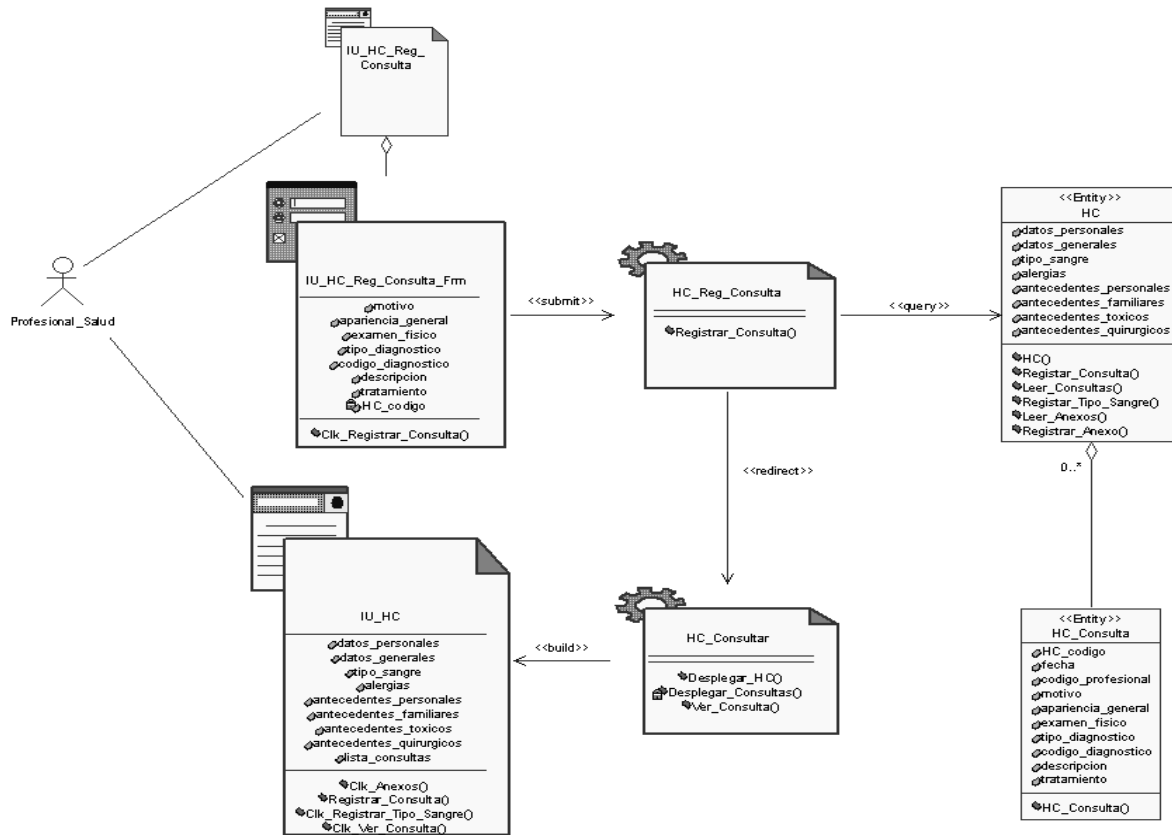 IU_HC_Reg_
Consulta
Profesional_Salud
IU_HC_Reg_Consulta_Frm
motivo
apariencia_general
examen_fisico
tipo_diagnostico
codigo_diagnostico
descripcion
tratamiento
HC_codigo
Clk_Registrar_Consulta()
<<submit>>
HC_Reg_Consulta
Registrar_Consulta()
<<query>>
<<Entity>>
HC
datos_personales
datos_generales
tipo_sangre
alergias
antecedentes_personales
antecedentes_familiares
antecedentes_toxicos
antecedentes_quirurgicos
HC()
Registar_Consulta()
Leer_Consultas()
Registar_Tipo_Sangre()
Leer_Anexos()
Registrar_Anexo()
<<redirect>>
0..*
IU_HC
datos_personales
datos_generales
tipo_sangre
alergias
antecedentes_personales
antecedentes_familiares
antecedentes_toxicos
antecedentes_quirurgicos
lista_consultas
Clk_Anexos()
Registrar_Consulta()
Clk_Registrar_Tipo_Sangre()
Clk_Ver_Consulta()
<<build>>
HC_Consultar
Desplegar_HC()
Desplegar_Consultas()
Ver_Consulta()
<<Entity>>
HC_Consulta
HC_codigo
fecha
codigo_profesional
motivo
apariencia_general
examen_fisico
tipo_diagnostico
codigo_diagnostico
descripcion
tratamiento
HC_Consulta()